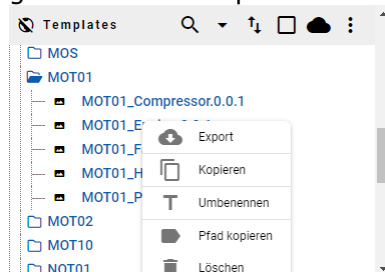 Templates
MOS
MOT01
MOT01_Compressor.0.0.1
MOT01_E
MOT01_F
MOT01_H
MOT01_P
Export
Kopieren
Umbenennen
Pfad kopieren
Löschen
MOT02
MOT10
NOT01